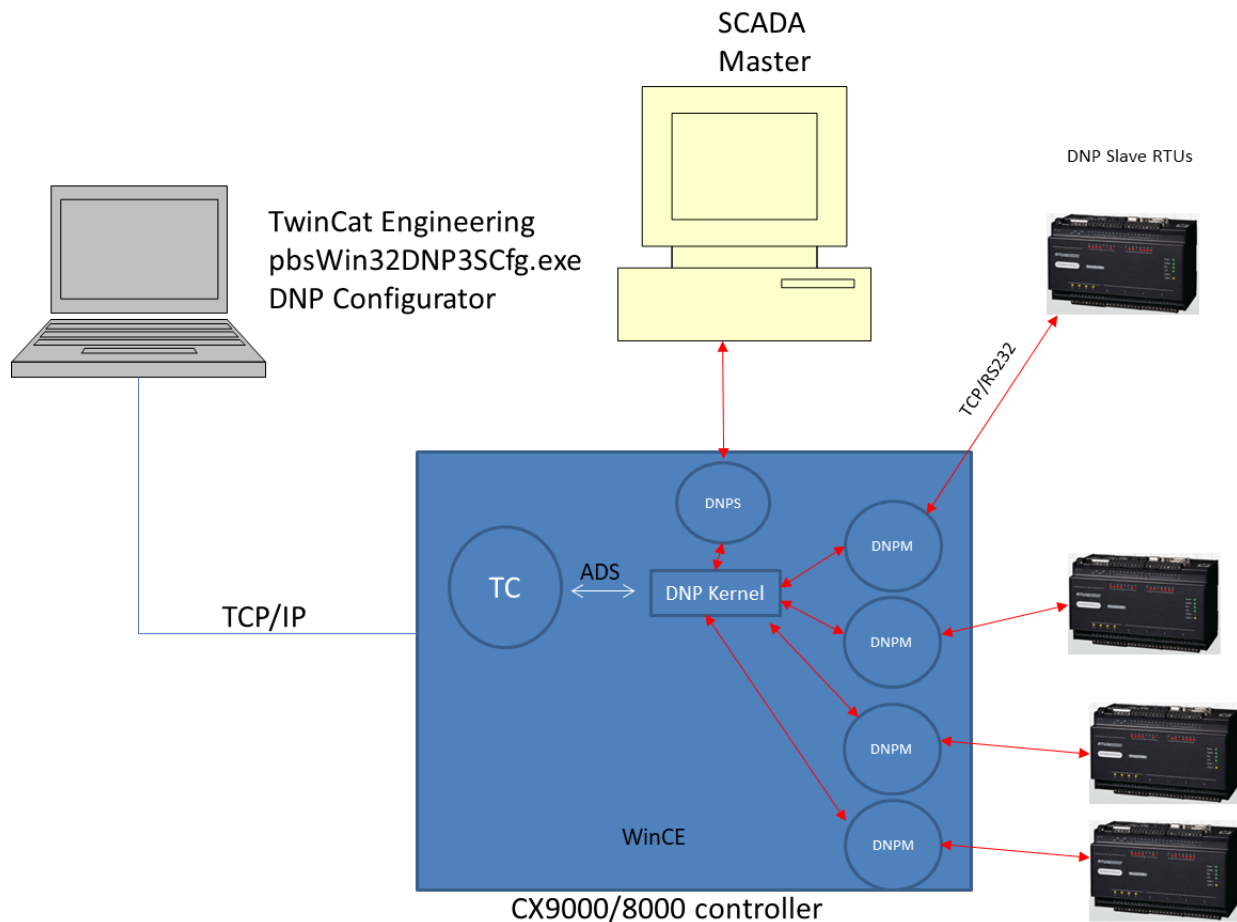 SCADA
Master
DNP Slave RTUs
TwinCat Engineering
pbsWin32DNP3SCfg.exe
DNP Configurator
TCP/RS232
DNPS
DNPM
TC
ADS
DNP Kernel
DNPM
TCP/IP
DNPM
WinCE
DNPM
CX9000/8000 controller